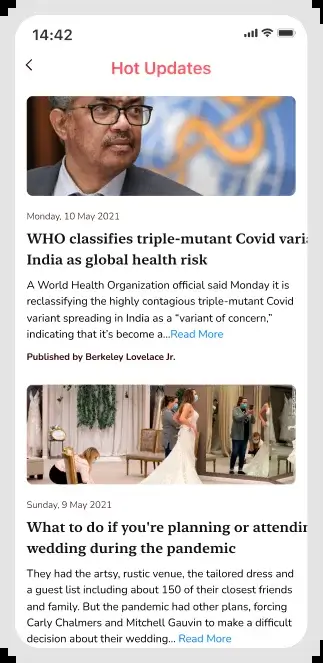 14:42
Hot Updates
Monday, 10 May 2021
WHO classifies triple-mutant Covid varia
India as global health risk
A World Health Organization official said Monday it is
reclassifying the highly contagious triple-mutant Covid
variant spreading in India as a “variant of concern,”
indicating that it’s become a...Read More
Published by Berkeley Lovelace Jr.
Sunday, 9 May 2021
What to do if you're planning or attendin
wedding during the pandemic
They had the artsy, rustic venue, the tailored dress and
a guest list including about 150 of their closest friends
and family. But the pandemic had other plans, forcing
Carly Chalmers and Mitchell Gauvin to make a difficult
decision about their wedding... Read More